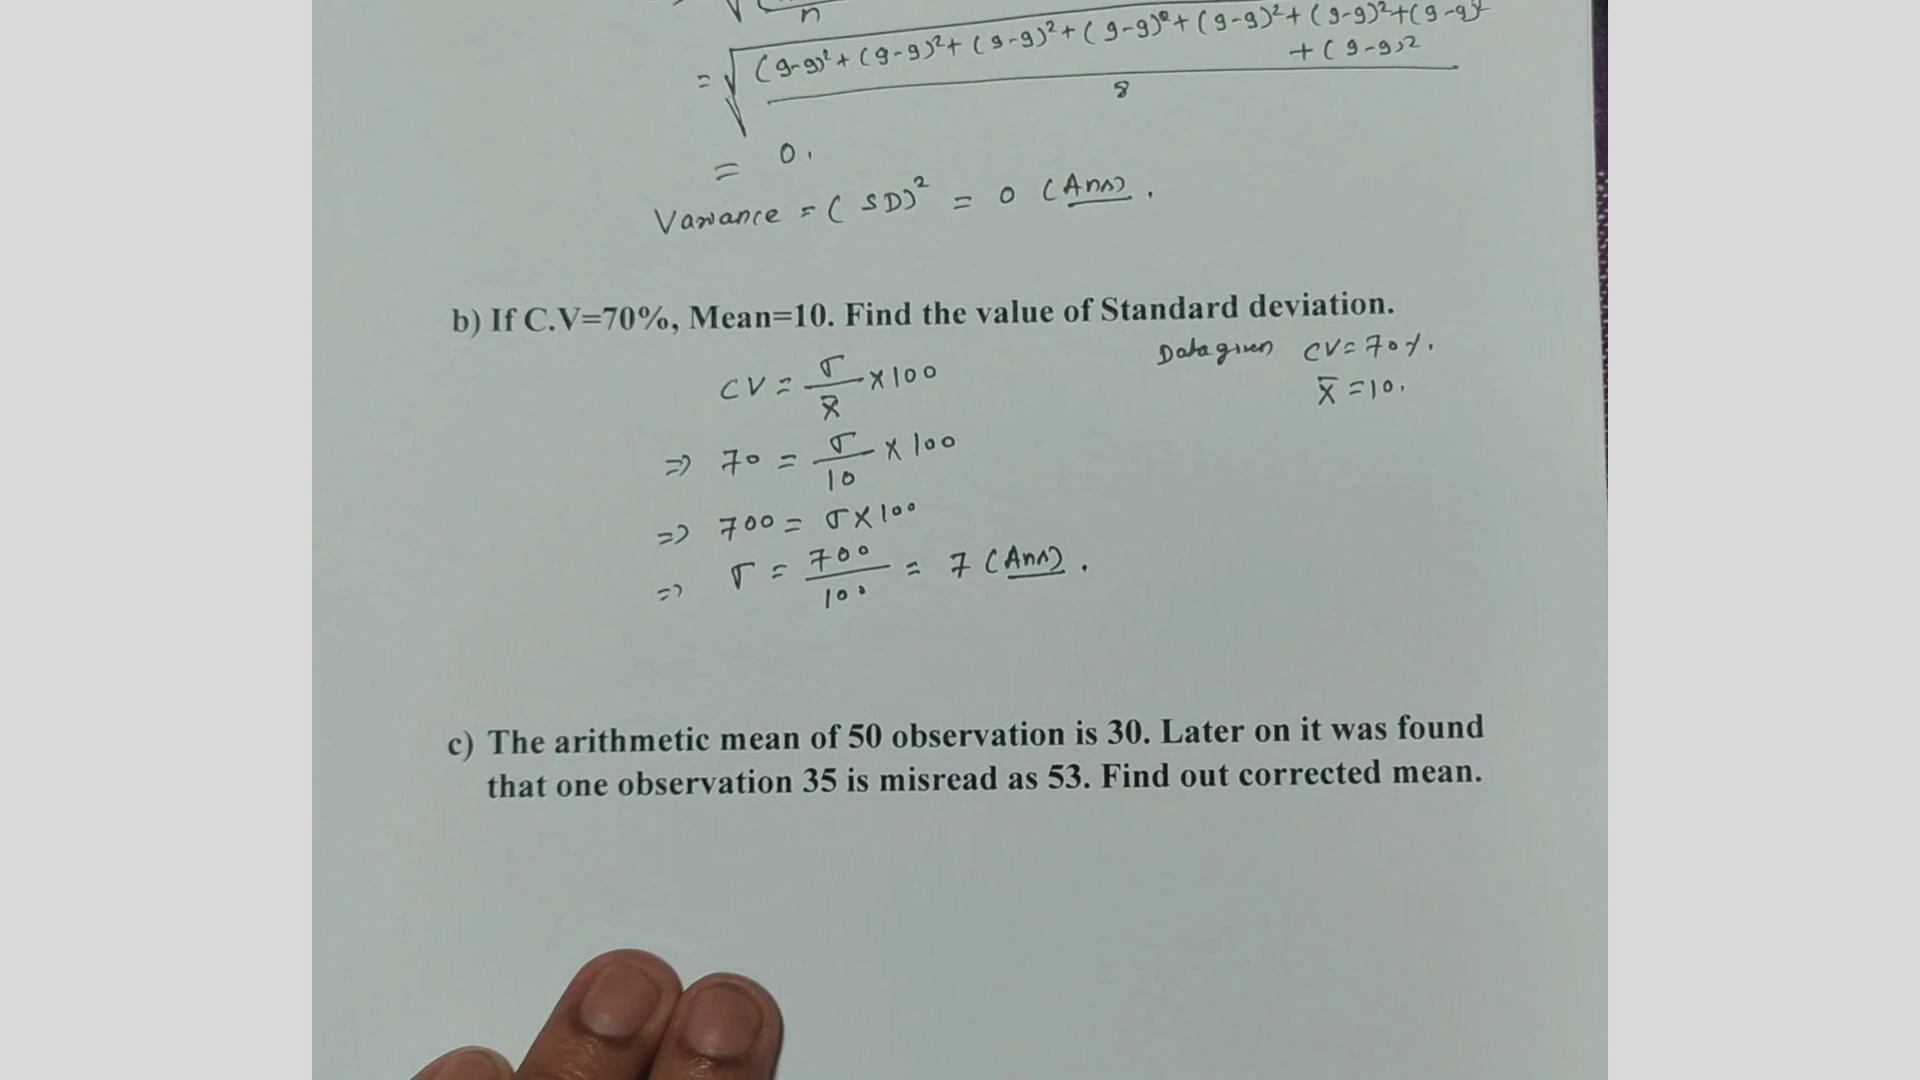 n
= √(9-9)²+(9-9)²+(9-9)²+(9-9)²+(9-9)²+(9-9)²+(9-9)²
+(9-9)²
8
= 0.
Variance = (SD)² = 0 (Ans).
b) If C.V=70%, Mean=10. Find the value of Standard deviation.
Data given CV=70%.
x̄ =10.
CV = σ/x̄ ×100
⇒ 70 = σ/10 × 100
⇒ 700 = σ×100
⇒ σ = 700/100 = 7 (Ans).
c) The arithmetic mean of 50 observation is 30. Later on it was found
that one observation 35 is misread as 53. Find out corrected mean.